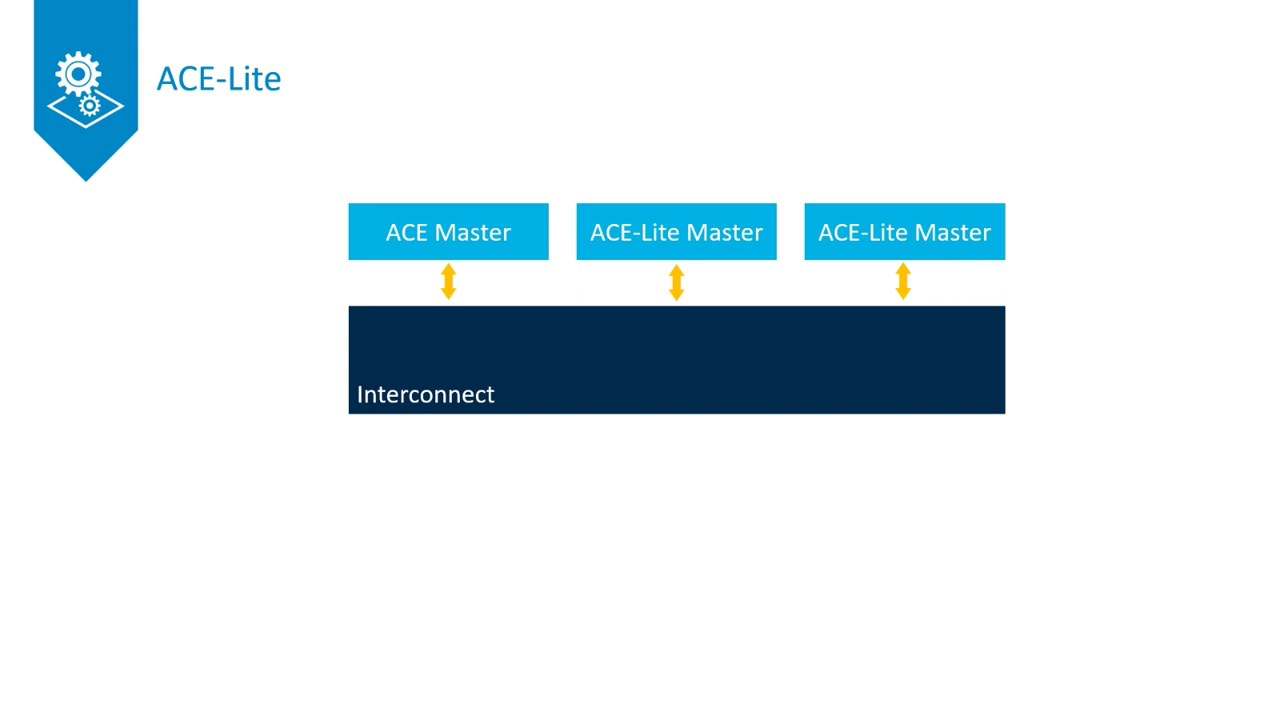 ACE-Lite
ACE Master
ACE-Lite Master
ACE-Lite Master
Interconnect